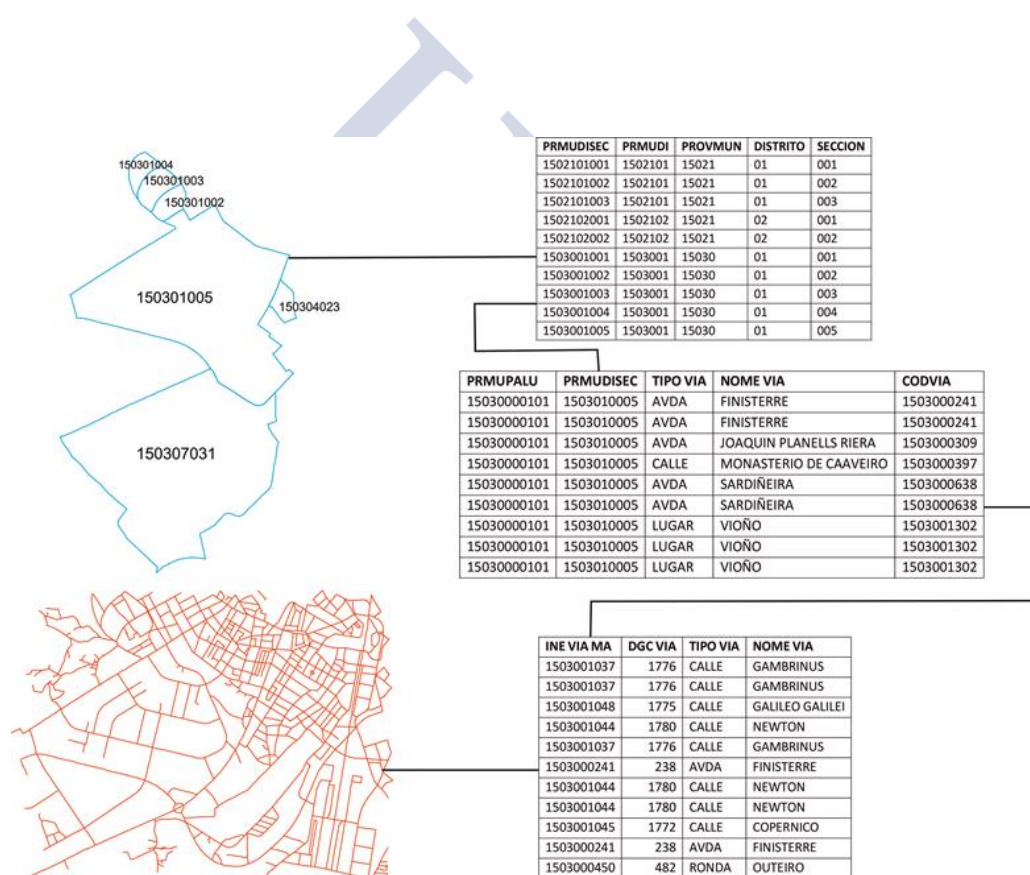 150301004
150301003
150301002
150301005
150304023
150307031
PRMUDISEC PRMUDI PROVMUN DISTRITO SECCION
1502101001 1502101 15021 01 001
1502101002 1502101 15021 01 002
1502101003 1502101 15021 01 003
1502102001 1502102 15021 02 001
1502102002 1502102 15021 02 002
1503001001 1503001 15030 01 001
1503001002 1503001 15030 01 002
1503001003 1503001 15030 01 003
1503001004 1503001 15030 01 004
1503001005 1503001 15030 01 005
PRMUPALU PRMUDISEC TIPO VIA NOME VIA CODVIA
15030000101 1503010005 AVDA FINISTERRE 1503000241
15030000101 1503010005 AVDA FINISTERRE 1503000241
15030000101 1503010005 AVDA JOAQUIN PLANELLS RIERA 1503000309
15030000101 1503010005 CALLE MONASTERIO DE CAAVEIRO 1503000397
15030000101 1503010005 AVDA SARDIÑEIRA 1503000638
15030000101 1503010005 AVDA SARDIÑEIRA 1503000638
15030000101 1503010005 LUGAR VIOÑO 1503001302
15030000101 1503010005 LUGAR VIOÑO 1503001302
15030000101 1503010005 LUGAR VIOÑO 1503001302
INE VIA MA DGC VIA TIPO VIA NOME VIA
1503001037 1776 CALLE GAMBRINUS
1503001037 1776 CALLE GAMBRINUS
1503001048 1775 CALLE GALILEO GALILEI
1503001044 1780 CALLE NEWTON
1503001037 1776 CALLE GAMBRINUS
1503000241 238 AVDA FINISTERRE
1503001044 1780 CALLE NEWTON
1503001044 1780 CALLE NEWTON
1503001045 1772 CALLE COPERNICO
1503000241 238 AVDA FINISTERRE
1503000450 482 RONDA OUTEIRO